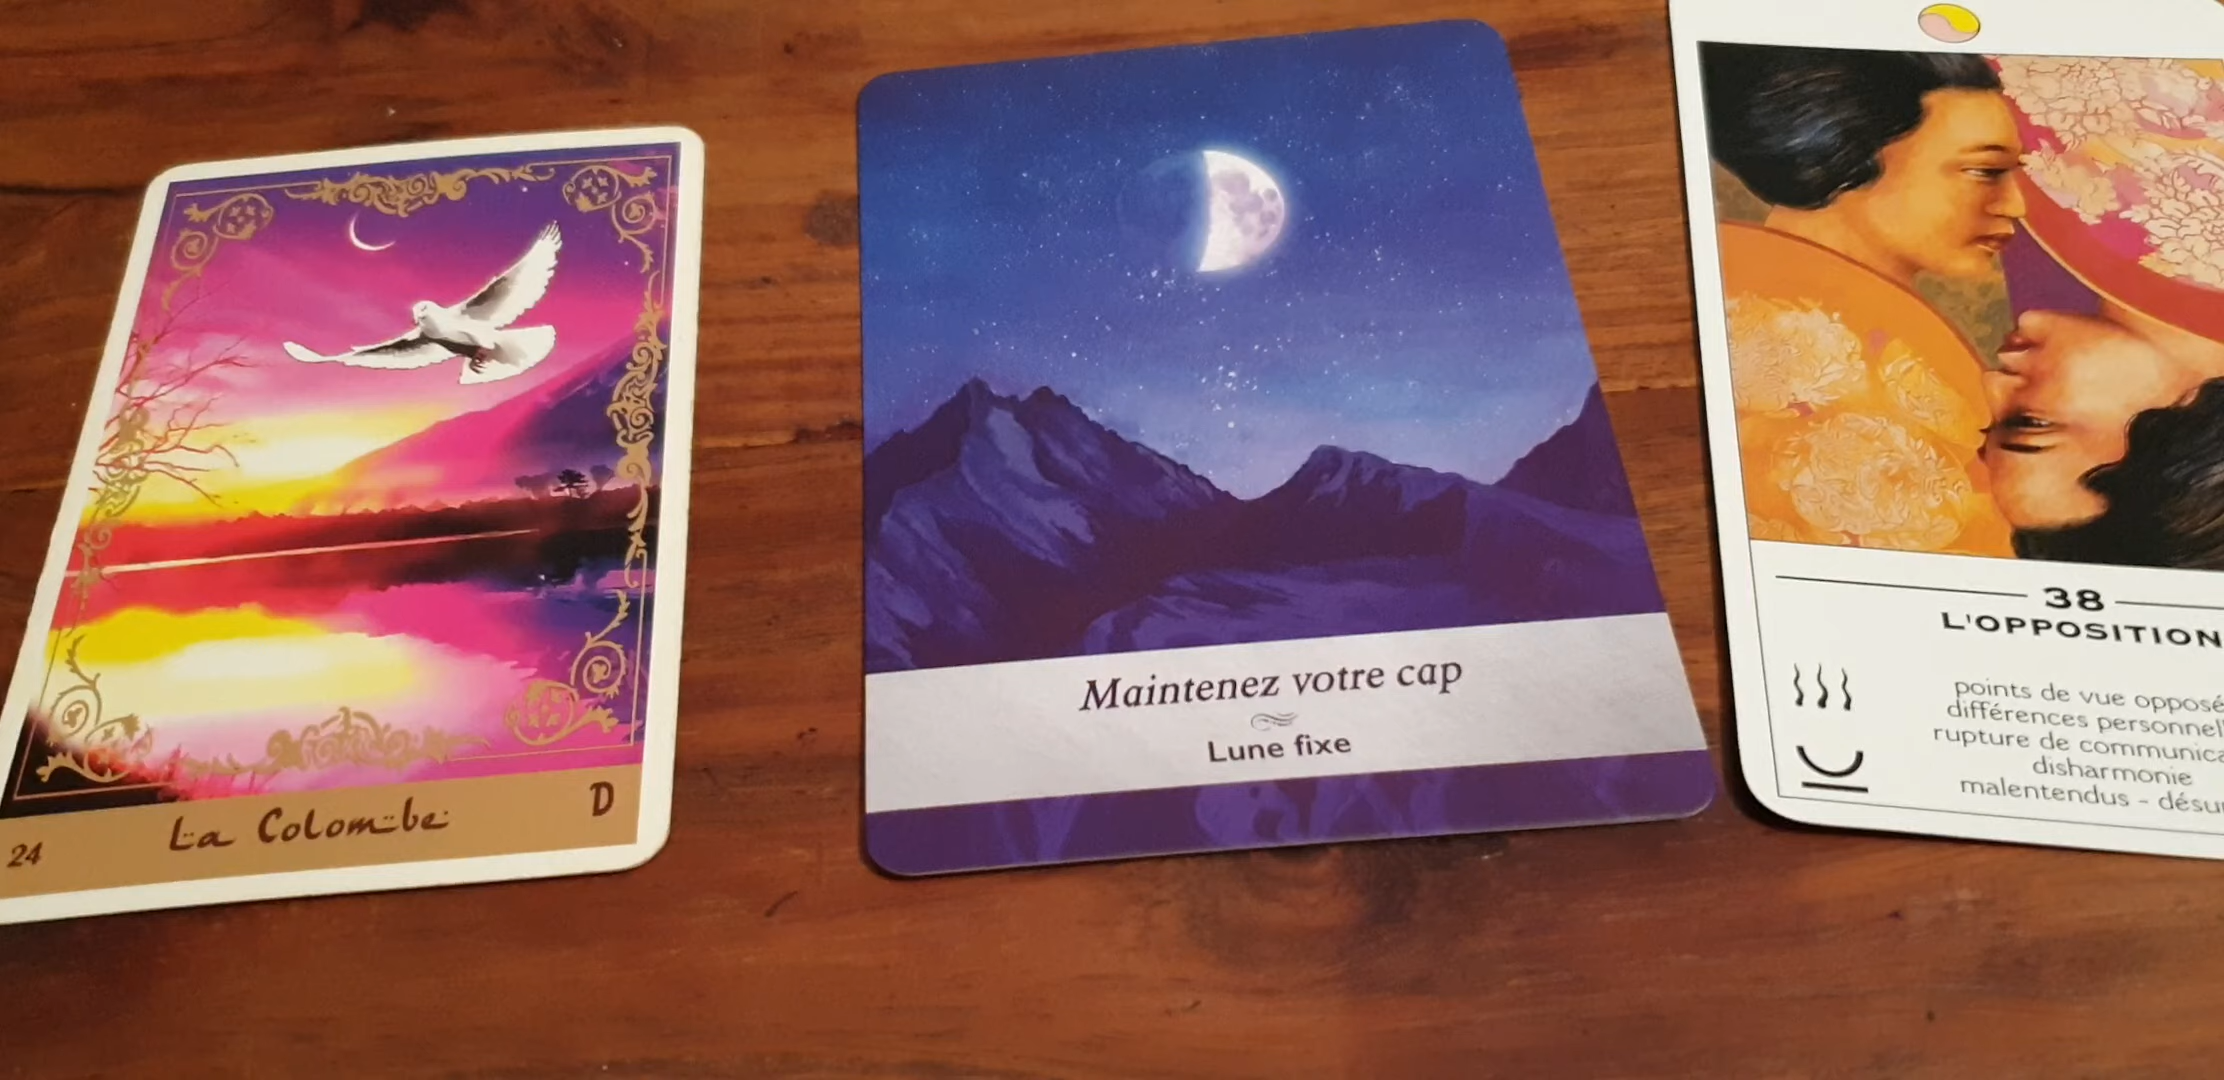 24
La Colombe
D
Maintenez votre cap
Lune fixe
38
L'OPPOSITION
points de vue opposé
différences personnel
rupture de communica
disharmonie
malentendus - désu